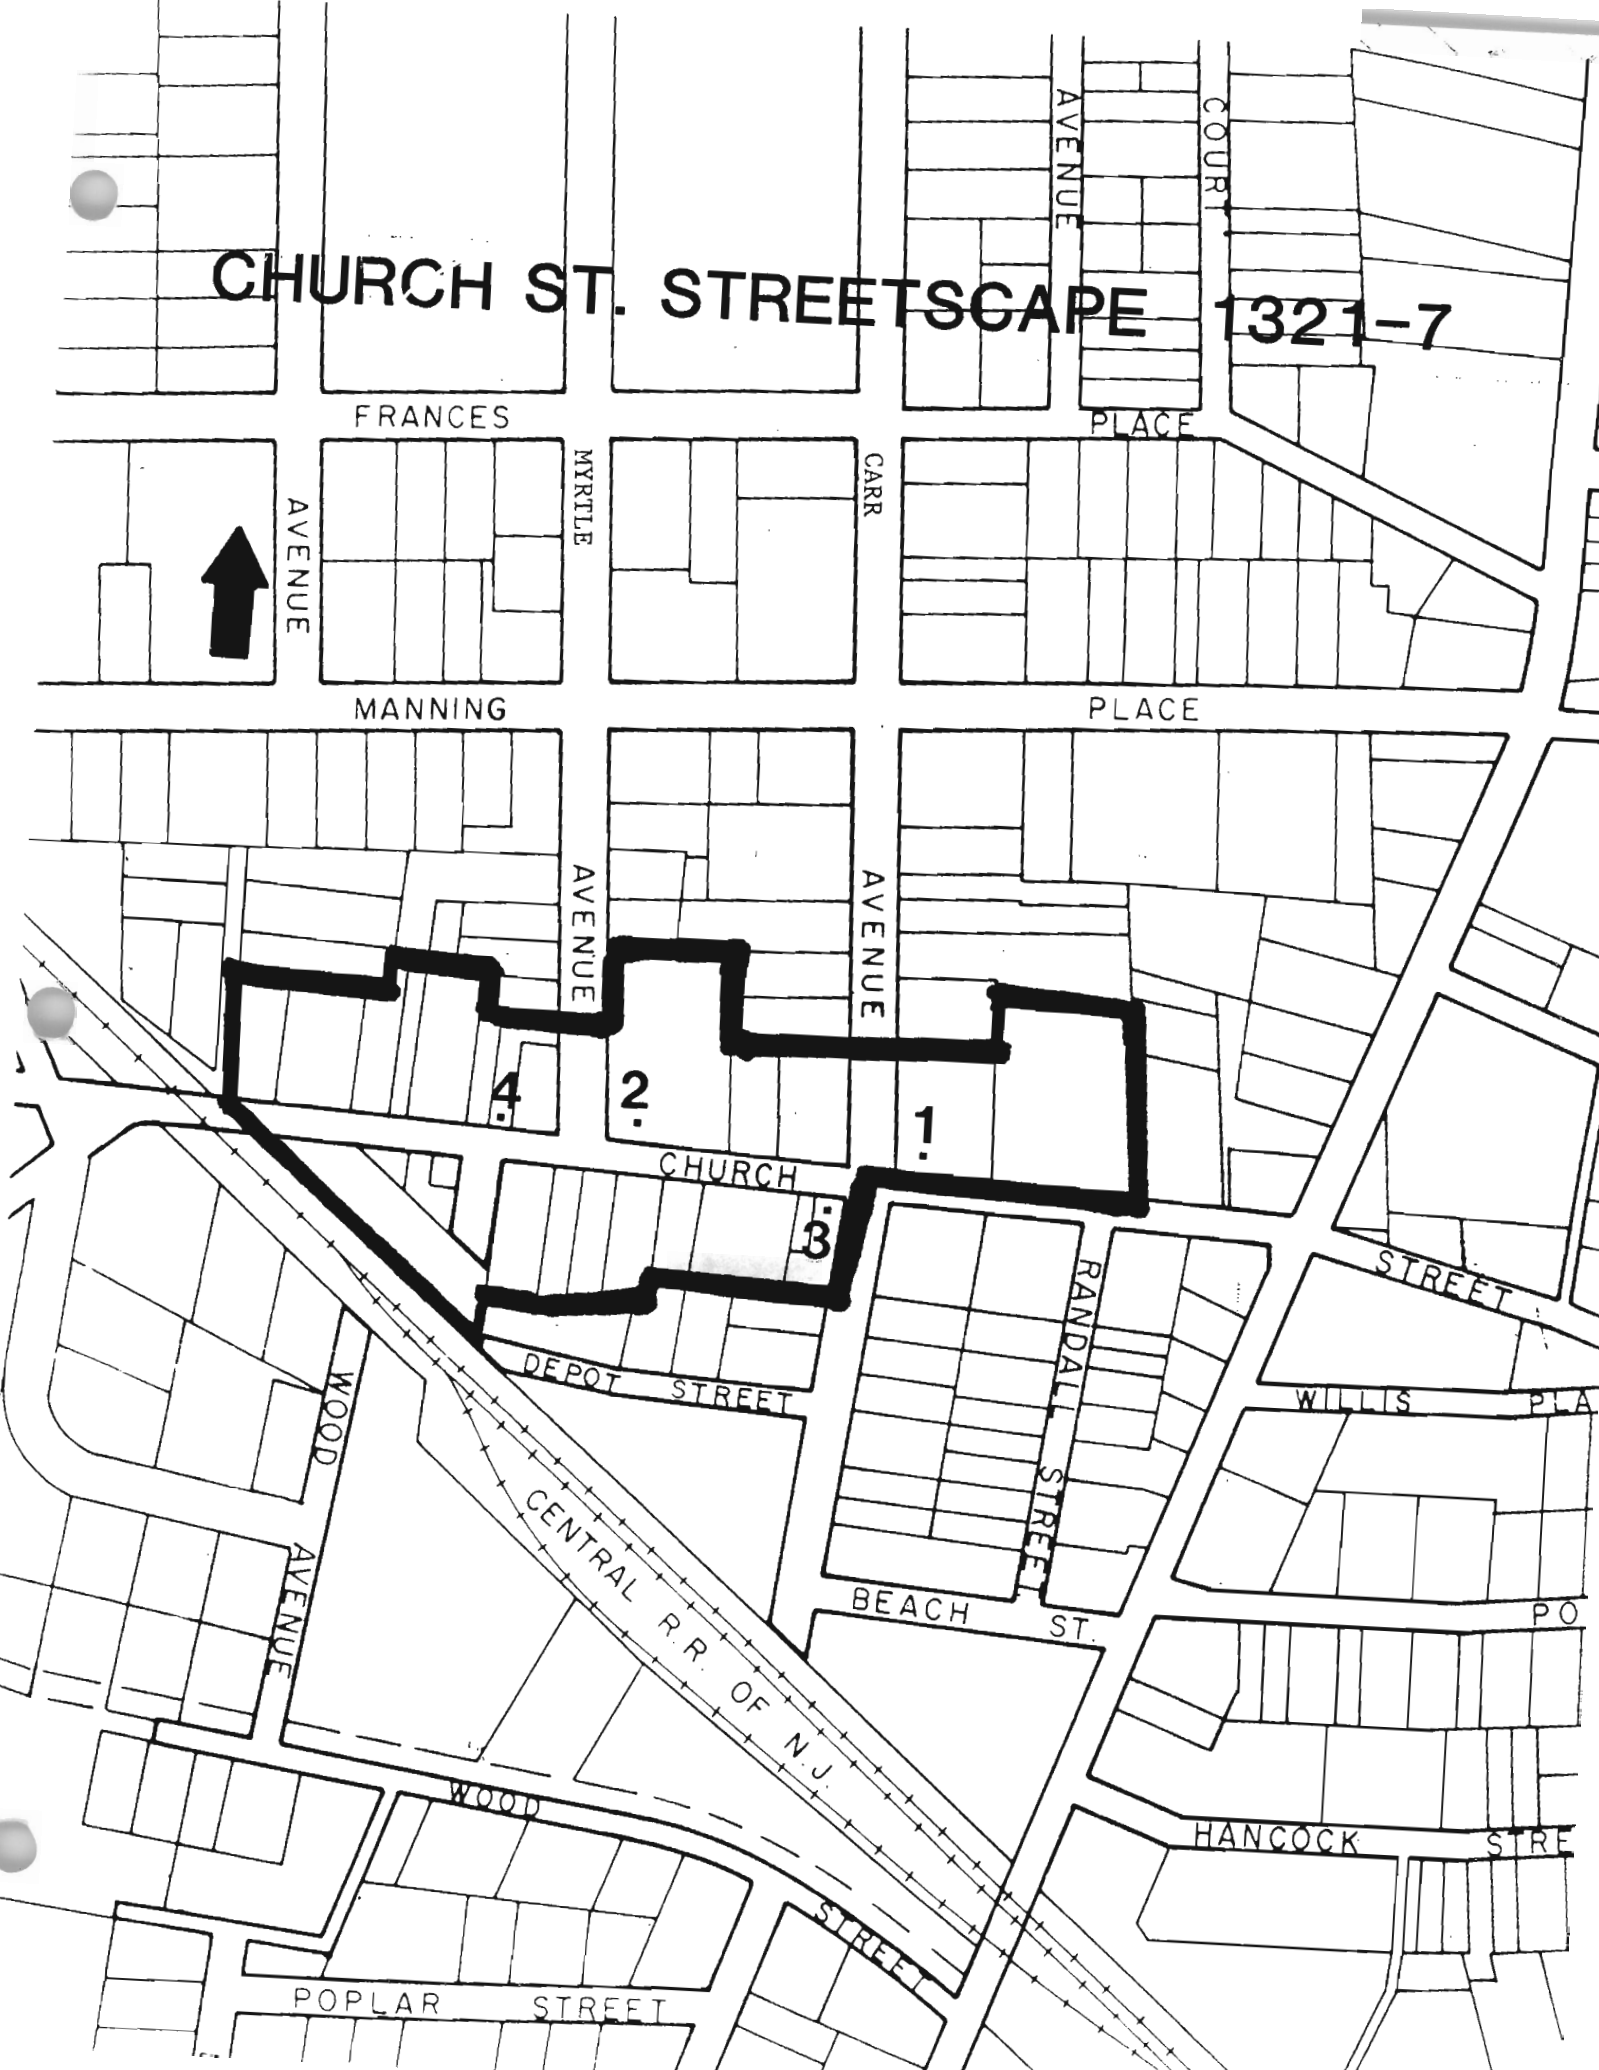 AVENUE
COURT
CHURCH ST. STREETSCAPE 1321-7
FRANCES PLACE
MYRTLE
CARR
AVENUE
MANNING PLACE
AVENUE
AVENUE
4
2
1
CHURCH
3
STREET
RANDALL STREET
DEPOT STREET
WILLIS PLA
WOOD AVENUE
CENTRAL R.R. OF N.J.
BEACH ST.
PO
WOOD STREET
HANCOCK STRE
POPLAR STREET